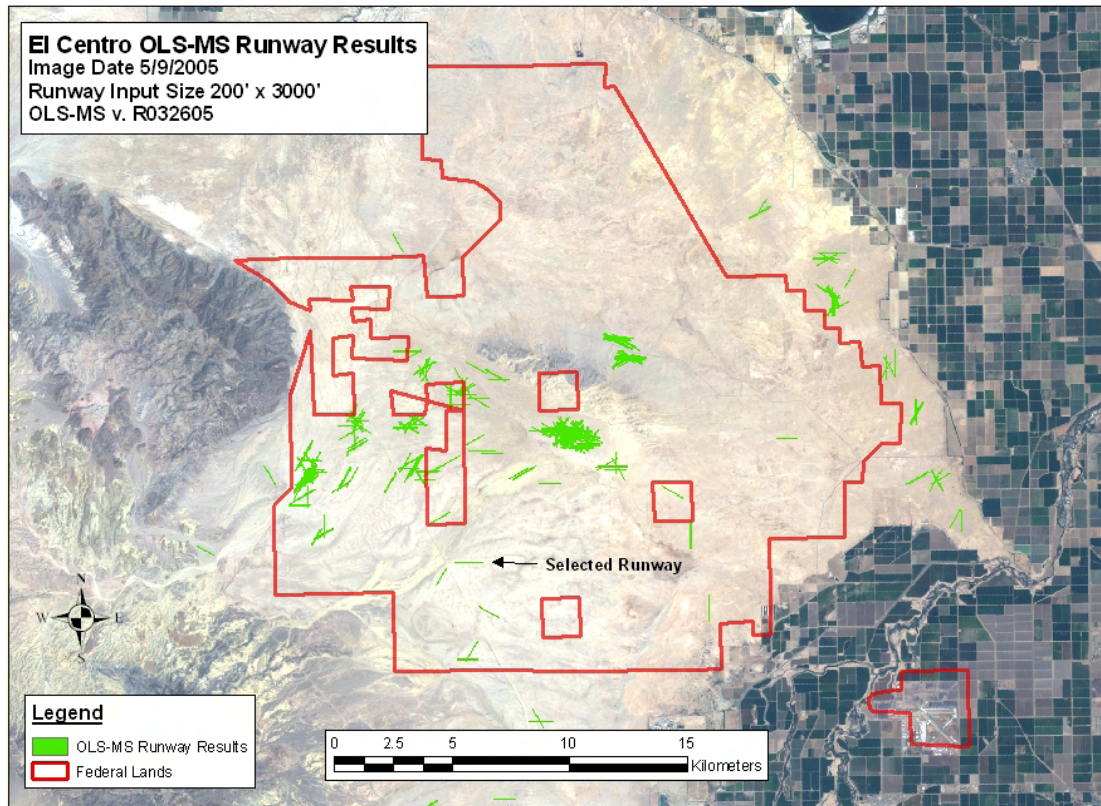 El Centro OLS-MS Runway Results
Image Date 5/9/2005
Runway Input Size 200' x 3000'
OLS-MS v. R032605
Selected Runway
N
W E
S
Legend
OLS-MS Runway Results
Federal Lands
0 2.5 5 10 15
Kilometers